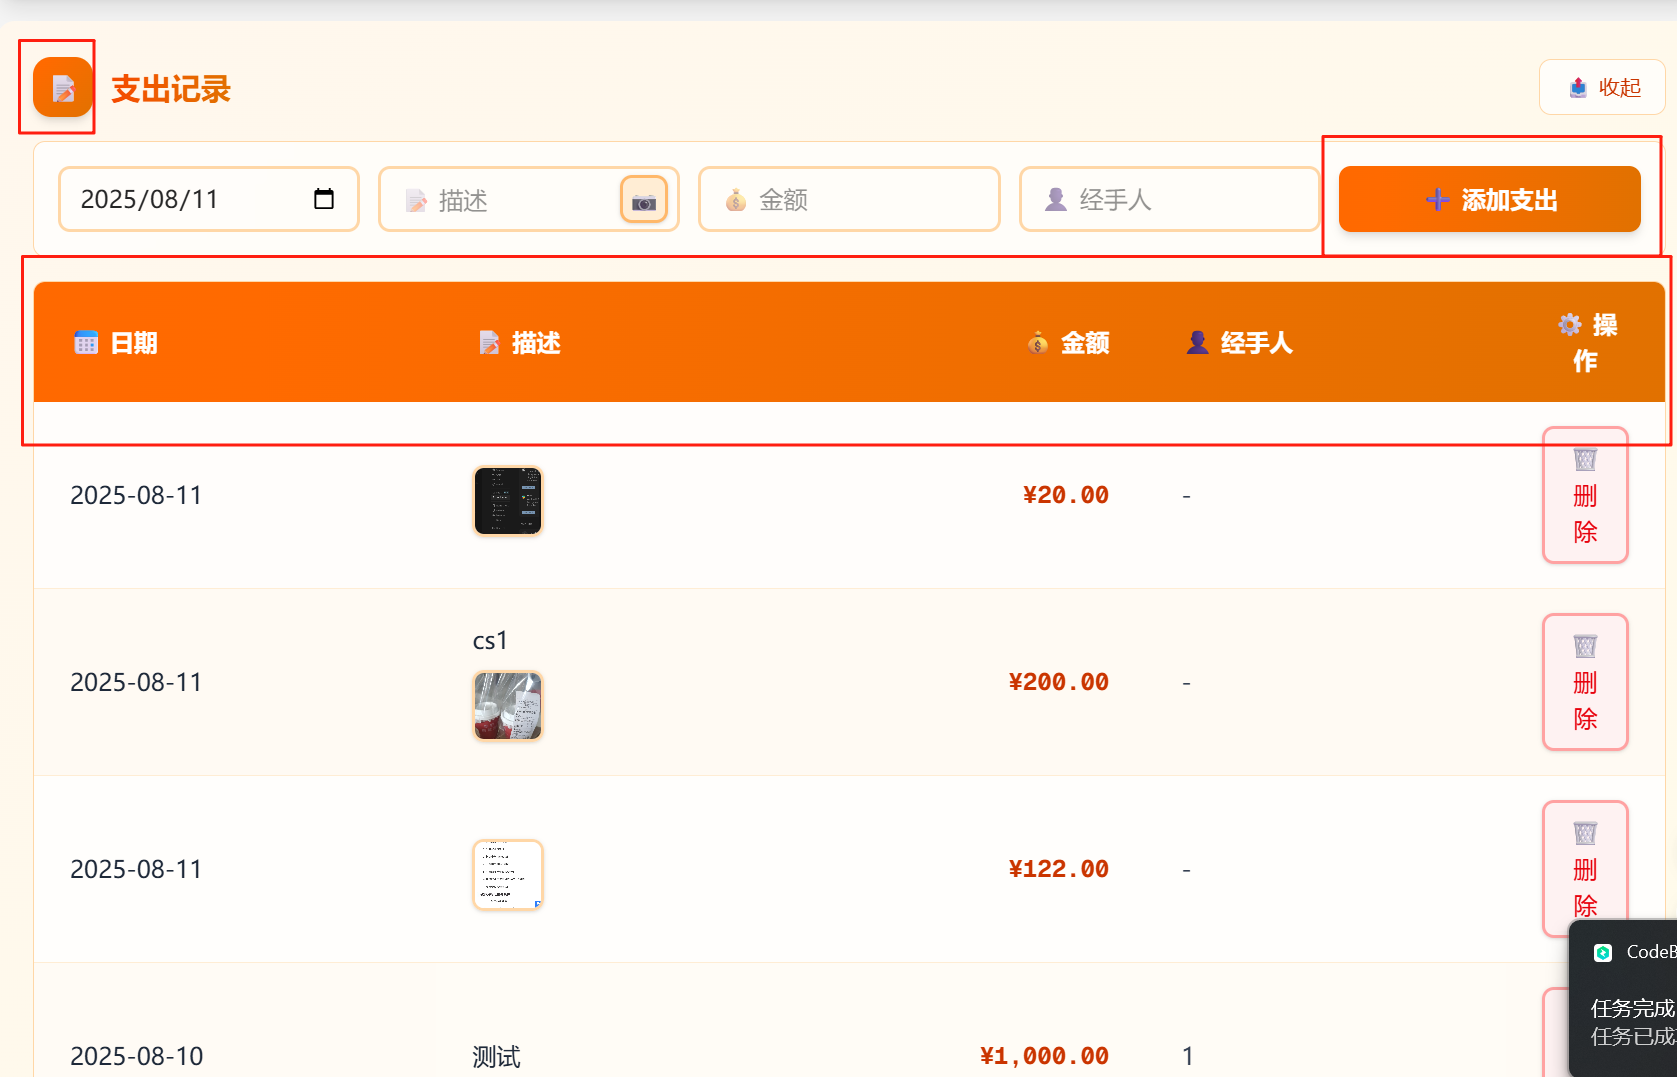 支出记录
收起
2025/08/11
描述
金额
经手人
添加支出
日期
描述
金额
经手人
操
作
2025-08-11
¥20.00
-
删
除
cs1
2025-08-11
¥200.00
-
删
除
2025-08-11
¥122.00
-
删
除
CodeB
任务完成
任务已成
2025-08-10
测试
¥1,000.00
1